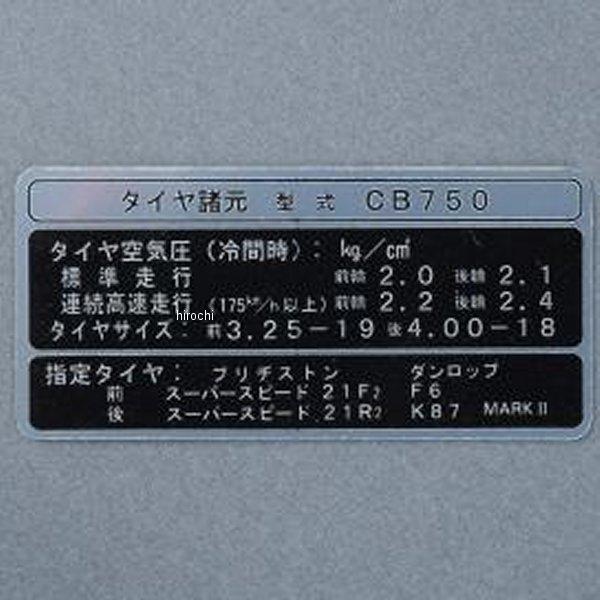 タイヤ諸元 型式 CB750
タイヤ空気圧(冷間時): kg/cm²
標準走行 前輪 2.0 後輪 2.1
連続高速走行(175km/h以上)前輪 2.2 後輪 2.4
hirochi
タイヤサイズ: 前 3.25-19 後 4.00-18
指定タイヤ: ブリヂストン ダンロップ
前 スーパースピード 21F2 F6
後 スーパースピード 21R2 K87 MARK II